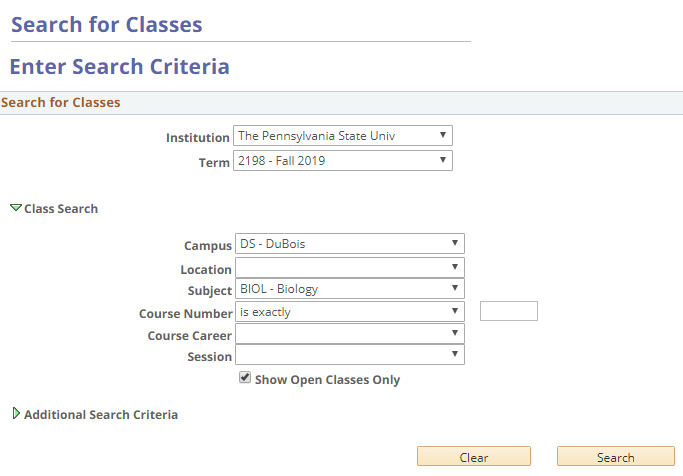 Search for Classes
Enter Search Criteria
Search for Classes
Institution The Pennsylvania State Univ
Term 2198 - Fall 2019
Class Search
Campus DS - DuBois
Location
Subject BIOL - Biology
Course Number is exactly
Course Career
Session
Show Open Classes Only
Additional Search Criteria
Clear Search